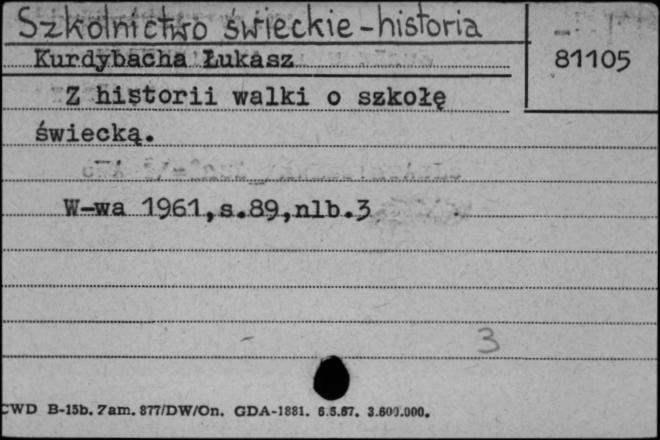 Szkolnictwo świeckie-historia
81105
Kurdybacha Łukasz
Z historii walki o szkołę
świecką.
W-wa 1961,s.89,nlb.3
3
CWD B-15b. Zam. 877/DW/On. GDA-1881. 6.5.67. 3.600.000.